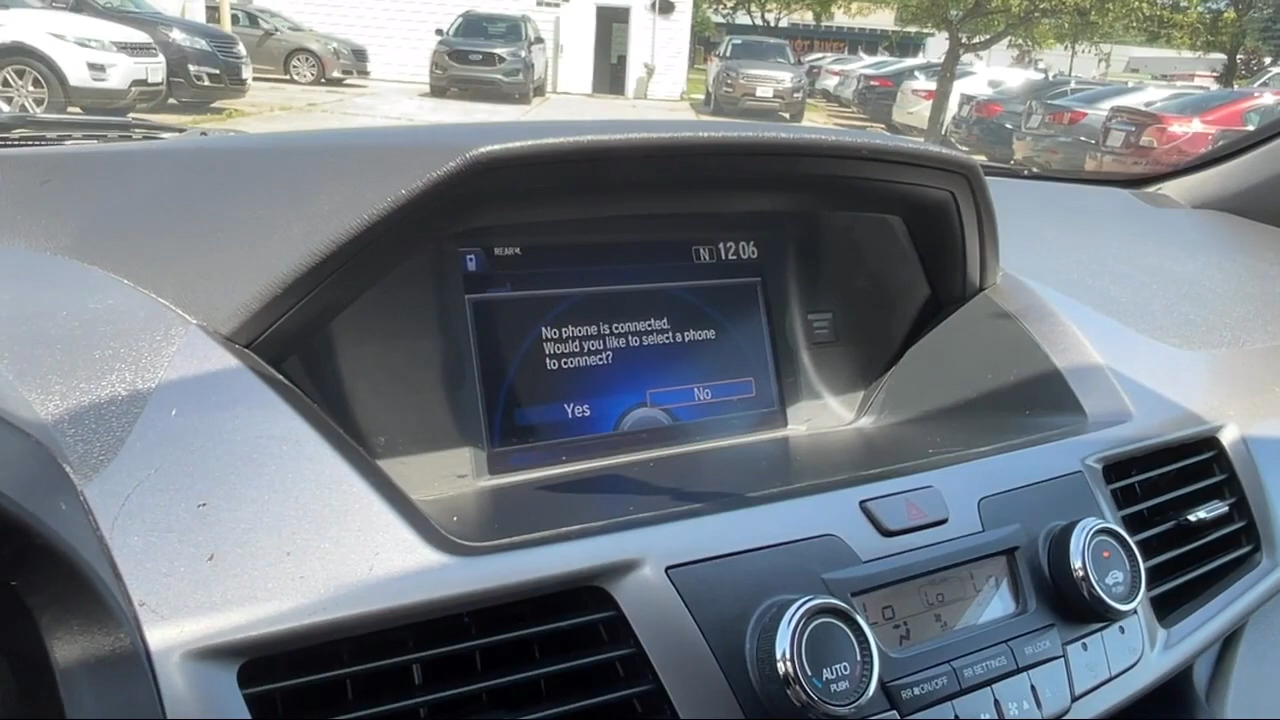 REAR
N 12:06
No phone is connected.
Would you like to select a phone
to connect?
Yes
No
Lo Lo L
AUTO
PUSH
RR ON/OFF
RR SETTINGS
RR LOCK
A